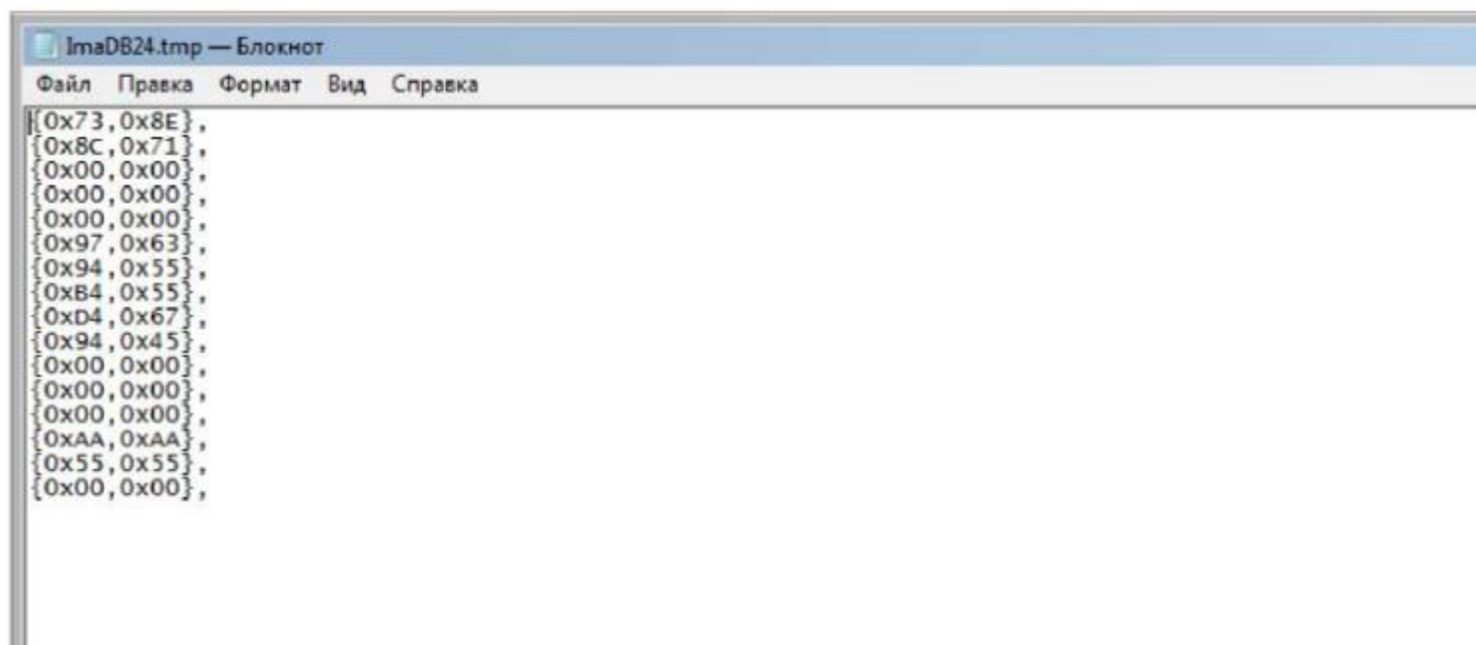 ImaDB24.tmp — Блокнот
Файл Правка Формат Вид Справка
{0x73,0x8E},
{0x8C,0x71},
{0x00,0x00},
{0x00,0x00},
{0x00,0x00},
{0x97,0x63},
{0x94,0x55},
{0xB4,0x55},
{0xD4,0x67},
{0x94,0x45},
{0x00,0x00},
{0x00,0x00},
{0x00,0x00},
{0xAA,0xAA},
{0x55,0x55},
{0x00,0x00},